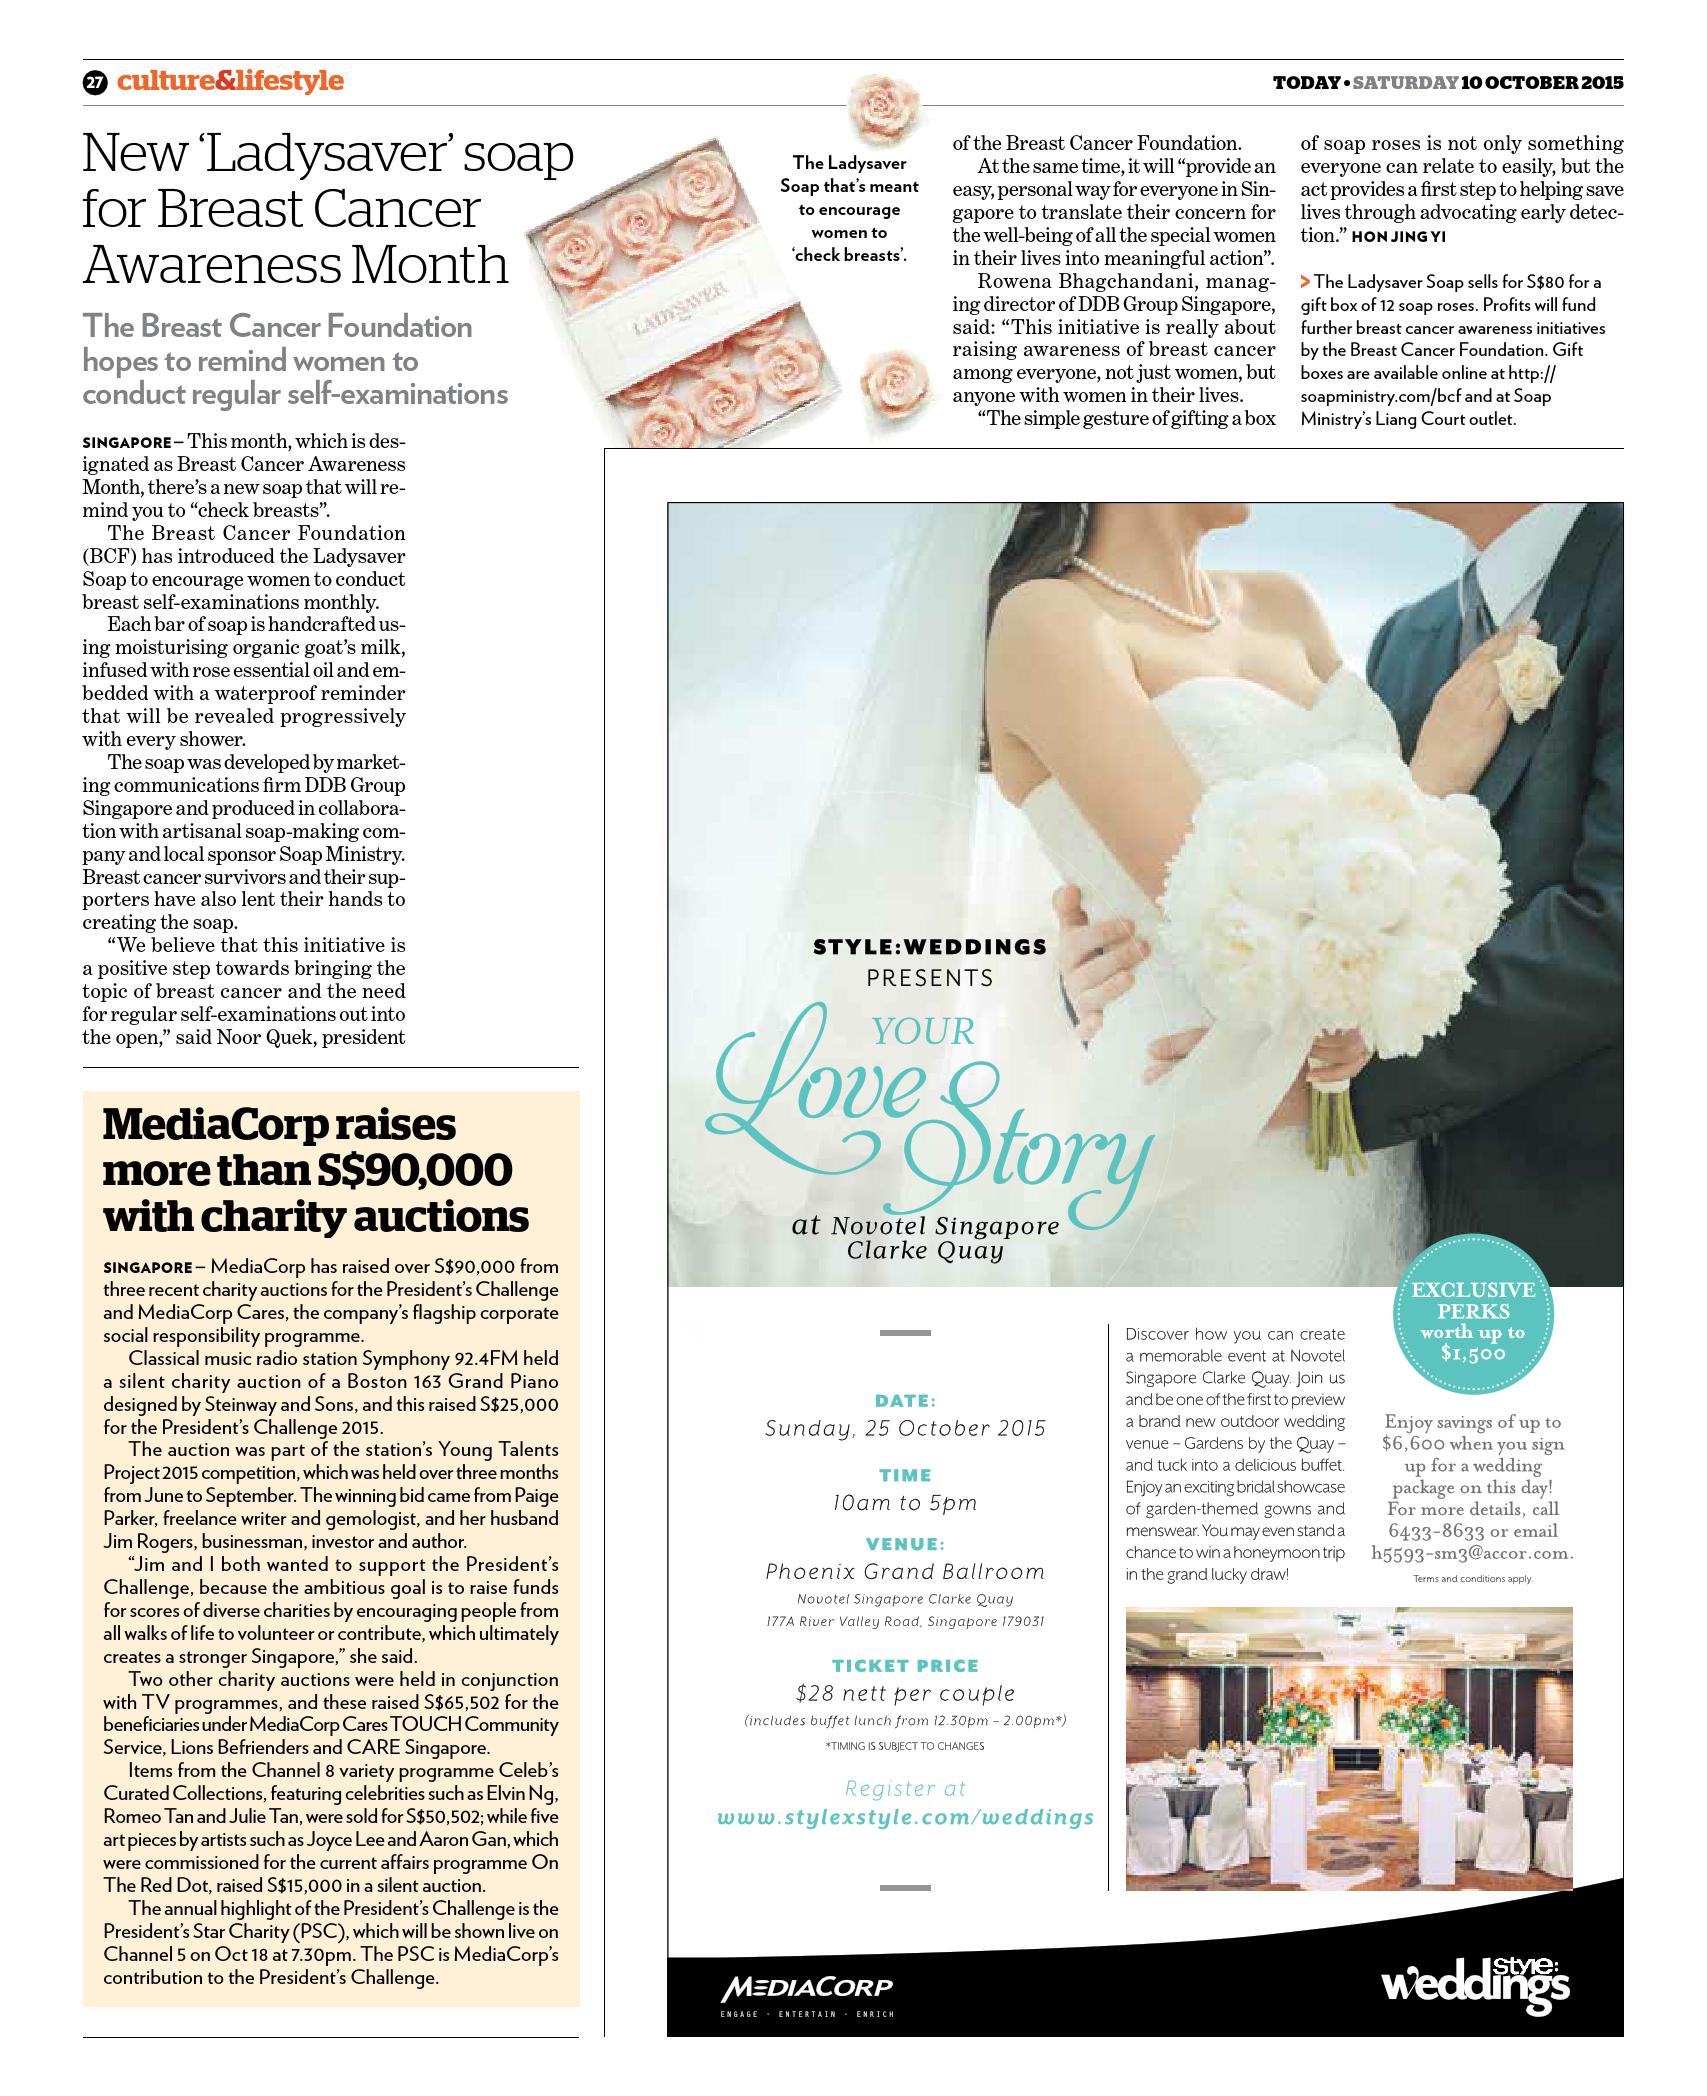 27 culture&lifestyle
TODAY • SATURDAY 10 OCTOBER 2015
New ‘Ladysaver’ soap
for Breast Cancer
Awareness Month
The Breast Cancer Foundation
hopes to remind women to
conduct regular self-examinations
SINGAPORE – This month, which is des-
ignated as Breast Cancer Awareness
Month, there’s a new soap that will re-
mind you to “check breasts”.
The Breast Cancer Foundation
(BCF) has introduced the Ladysaver
Soap to encourage women to conduct
breast self-examinations monthly.
Each bar of soap is handcrafted us-
ing moisturising organic goat’s milk,
infused with rose essential oil and em-
bedded with a waterproof reminder
that will be revealed progressively
with every shower.
The soap was developed by market-
ing communications firm DDB Group
Singapore and produced in collabora-
tion with artisanal soap-making com-
pany and local sponsor Soap Ministry.
Breast cancer survivors and their sup-
porters have also lent their hands to
creating the soap.
“We believe that this initiative is
a positive step towards bringing the
topic of breast cancer and the need
for regular self-examinations out into
the open,” said Noor Quek, president
LADYSAVER
The Ladysaver
Soap that’s meant
to encourage
women to
‘check breasts’.
of the Breast Cancer Foundation.
At the same time, it will “provide an
easy, personal way for everyone in Sin-
gapore to translate their concern for
the well-being of all the special women
in their lives into meaningful action”.
Rowena Bhagchandani, manag-
ing director of DDB Group Singapore,
said: “This initiative is really about
raising awareness of breast cancer
among everyone, not just women, but
anyone with women in their lives.
“The simple gesture of gifting a box
of soap roses is not only something
everyone can relate to easily, but the
act provides a first step to helping save
lives through advocating early detec-
tion.” HON JING YI
> The Ladysaver Soap sells for S$80 for a
gift box of 12 soap roses. Profits will fund
further breast cancer awareness initiatives
by the Breast Cancer Foundation. Gift
boxes are available online at http://
soapministry.com/bcf and at Soap
Ministry’s Liang Court outlet.
MediaCorp raises
more than S$90,000
with charity auctions
SINGAPORE – MediaCorp has raised over S$90,000 from
three recent charity auctions for the President’s Challenge
and MediaCorp Cares, the company’s flagship corporate
social responsibility programme.
Classical music radio station Symphony 92.4FM held
a silent charity auction of a Boston 163 Grand Piano
designed by Steinway and Sons, and this raised S$25,000
for the President’s Challenge 2015.
The auction was part of the station’s Young Talents
Project 2015 competition, which was held over three months
from June to September. The winning bid came from Paige
Parker, freelance writer and gemologist, and her husband
Jim Rogers, businessman, investor and author.
“Jim and I both wanted to support the President’s
Challenge, because the ambitious goal is to raise funds
for scores of diverse charities by encouraging people from
all walks of life to volunteer or contribute, which ultimately
creates a stronger Singapore,” she said.
Two other charity auctions were held in conjunction
with TV programmes, and these raised S$65,502 for the
beneficiaries under MediaCorp Cares TOUCH Community
Service, Lions Befrienders and CARE Singapore.
Items from the Channel 8 variety programme Celeb’s
Curated Collections, featuring celebrities such as Elvin Ng,
Romeo Tan and Julie Tan, were sold for S$50,502; while five
art pieces by artists such as Joyce Lee and Aaron Gan, which
were commissioned for the current affairs programme On
The Red Dot, raised S$15,000 in a silent auction.
The annual highlight of the President’s Challenge is the
President’s Star Charity (PSC), which will be shown live on
Channel 5 on Oct 18 at 7.30pm. The PSC is MediaCorp’s
contribution to the President’s Challenge.
STYLE:WEDDINGS
PRESENTS
YOUR
Love Story
at Novotel Singapore
Clarke Quay
DATE:
Sunday, 25 October 2015
TIME
10am to 5pm
VENUE:
Phoenix Grand Ballroom
Novotel Singapore Clarke Quay
177A River Valley Road, Singapore 179031
TICKET PRICE
$28 nett per couple
(includes buffet lunch from 12.30pm – 2.00pm*)
*TIMING IS SUBJECT TO CHANGES
Register at
www.stylexstyle.com/weddings
Discover how you can create
a memorable event at Novotel
Singapore Clarke Quay. Join us
and be one of the first to preview
a brand new outdoor wedding
venue – Gardens by the Quay –
and tuck into a delicious buffet.
Enjoy an exciting bridal showcase
of garden-themed gowns and
menswear. You may even stand a
chance to win a honeymoon trip
in the grand lucky draw!
EXCLUSIVE
PERKS
worth up to
$1,500
Enjoy savings of up to
$6,600 when you sign
up for a wedding
package on this day!
For more details, call
6433-8633 or email
h5593-sm3@accor.com.
Terms and conditions apply.
MEDIACORP
ENGAGE · ENTERTAIN · ENRICH
style:
weddings